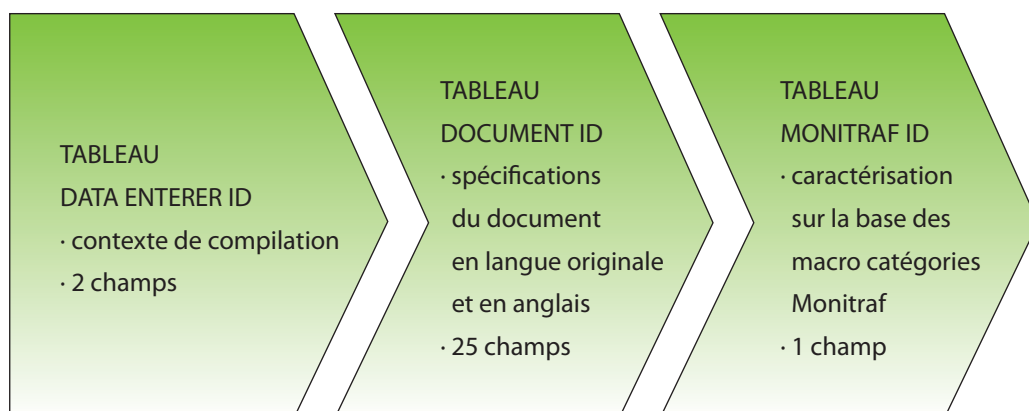 TABLEAU
DATA ENTERER ID
· contexte de compilation
· 2 champs
TABLEAU
DOCUMENT ID
· spécifications
du document
en langue originale
et en anglais
· 25 champs
TABLEAU
MONITRAF ID
· caractérisation
sur la base des
macro catégories
Monitraf
· 1 champ